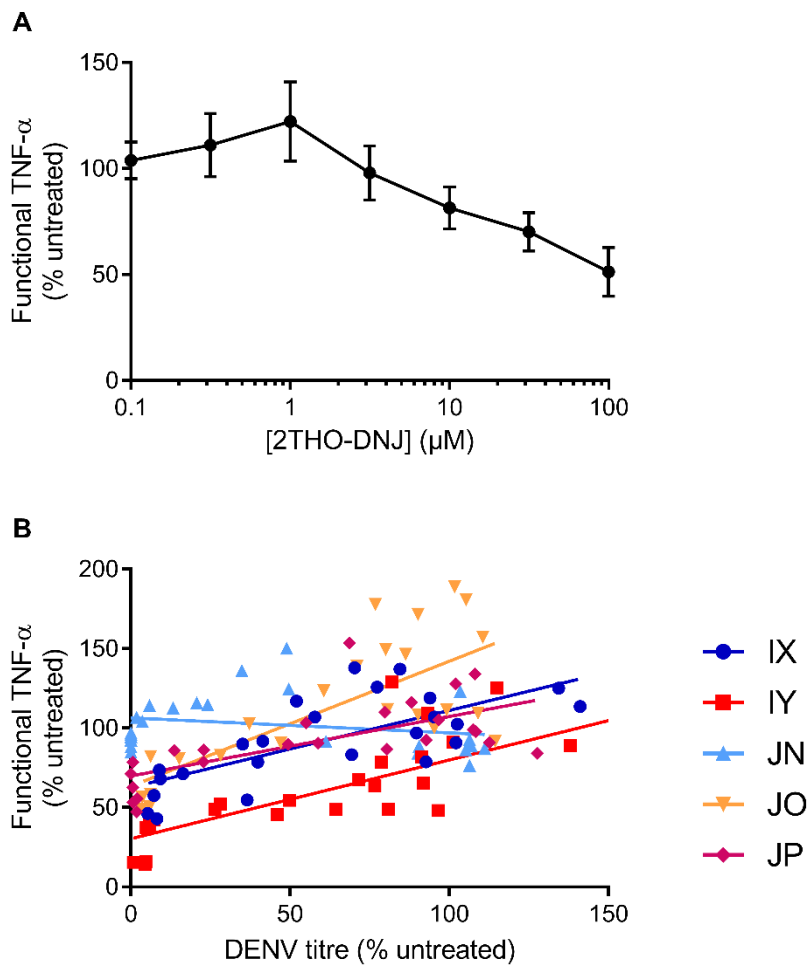 A
Functional TNF-α
(% untreated)
150
100
50
0
0.1
1
10
100
[2THO-DNJ] (µM)
B
Functional TNF-α
(% untreated)
200
150
100
50
0
0
50
100
150
DENV titre (% untreated)
IX
IY
JN
JO
JP